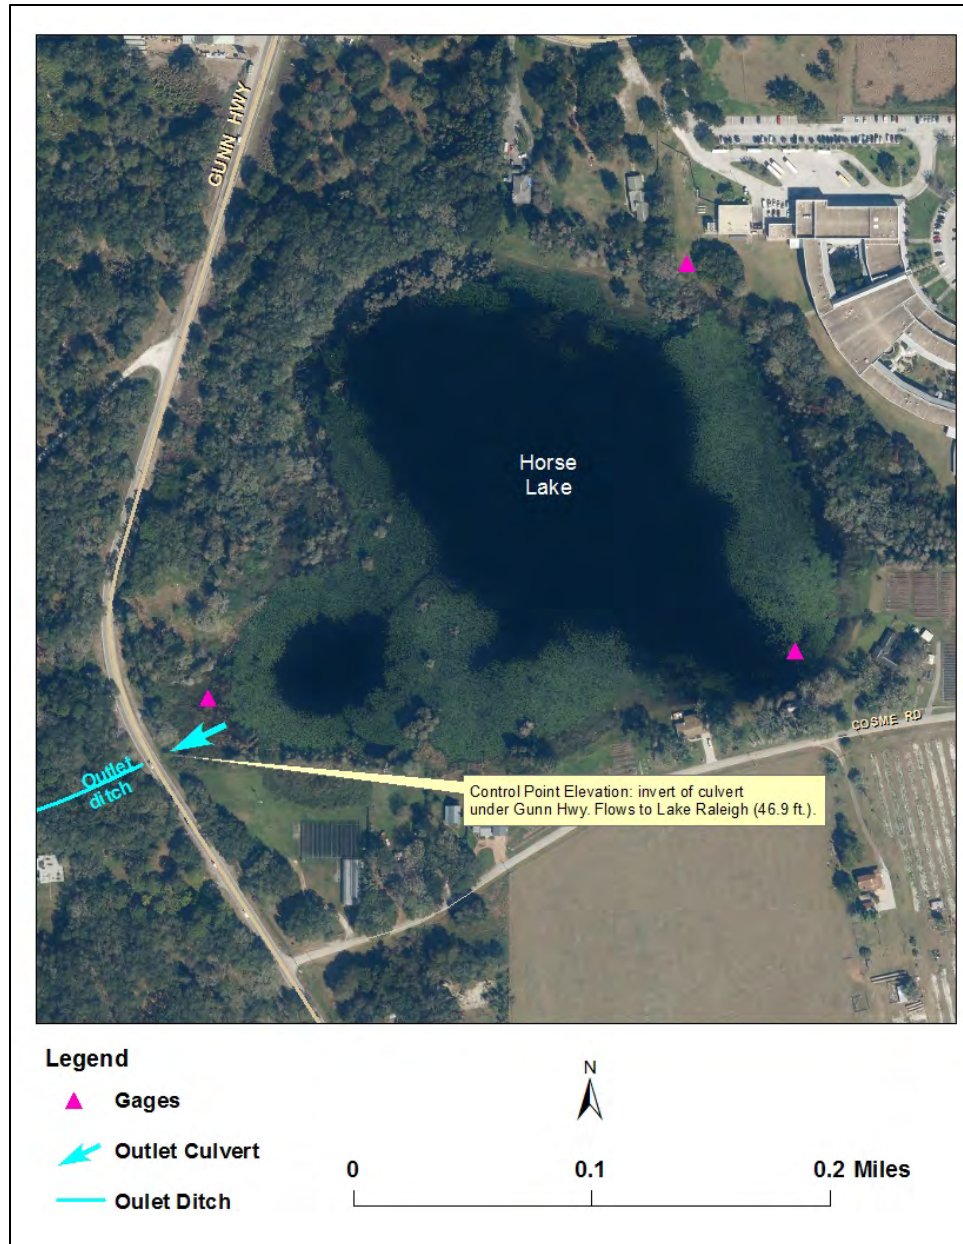 GUNN HWY
Horse
Lake
COSME RD
Outlet
ditch
Control Point Elevation: invert of culvert
under Gunn Hwy. Flows to Lake Raleigh (46.9 ft.).
Legend
Gages
Outlet Culvert
Oulet Ditch
N
0 0.1 0.2 Miles